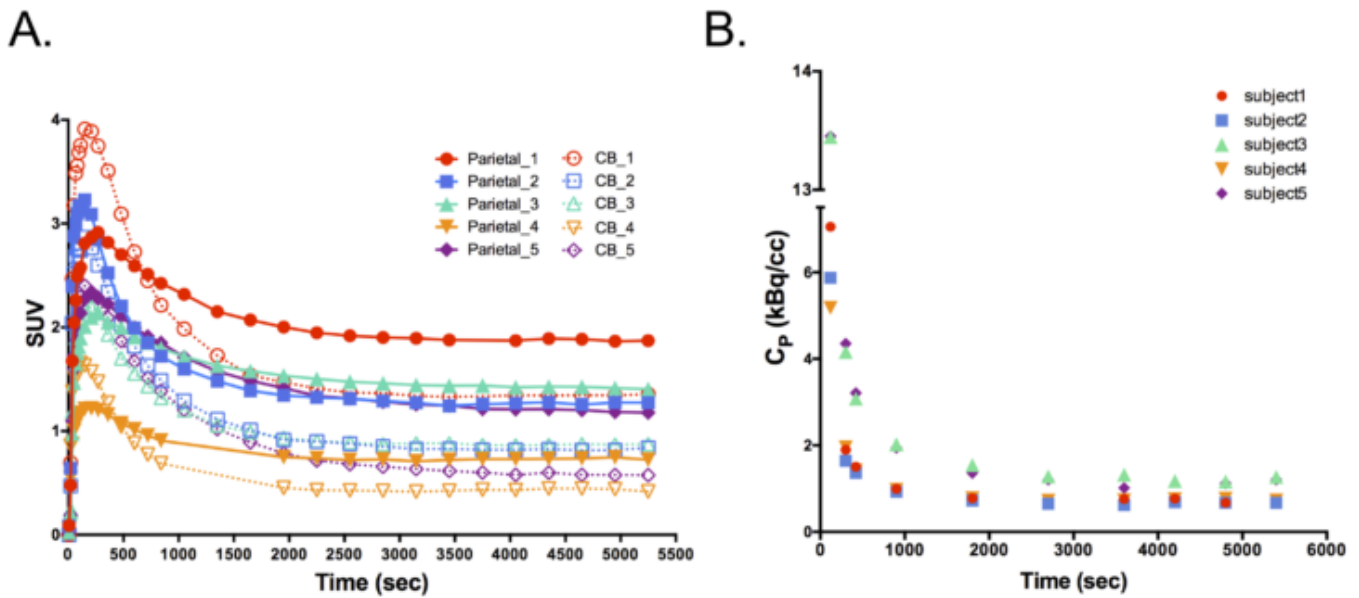 A.
B.
SUV
4
3
2
1
0
Parietal_1
Parietal_2
Parietal_3
Parietal_4
Parietal_5
CB_1
CB_2
CB_3
CB_4
CB_5
0 500 1000 1500 2000 2500 3000 3500 4000 4500 5000 5500
Time (sec)
CP (kBq/cc)
14
13
6
4
2
0
subject1
subject2
subject3
subject4
subject5
0 1000 2000 3000 4000 5000 6000
Time (sec)